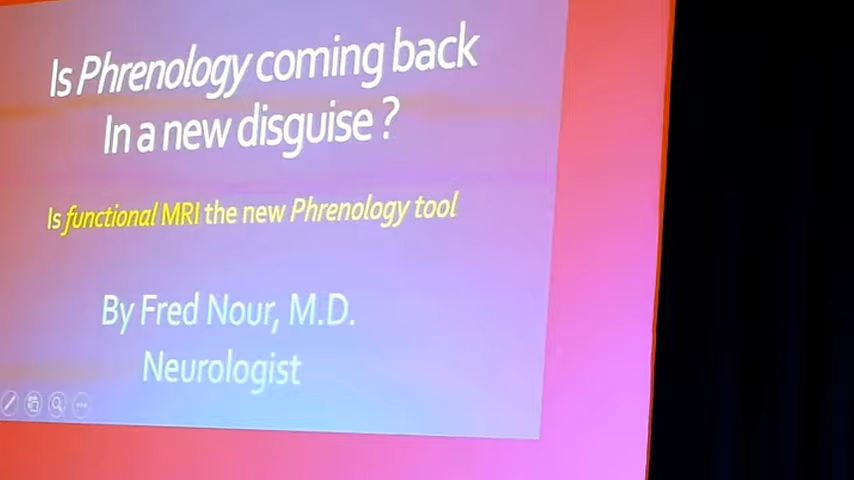 Is Phrenology coming back
In a new disguise ?
Is functional MRI the new Phrenology tool
By Fred Nour, M.D.
Neurologist